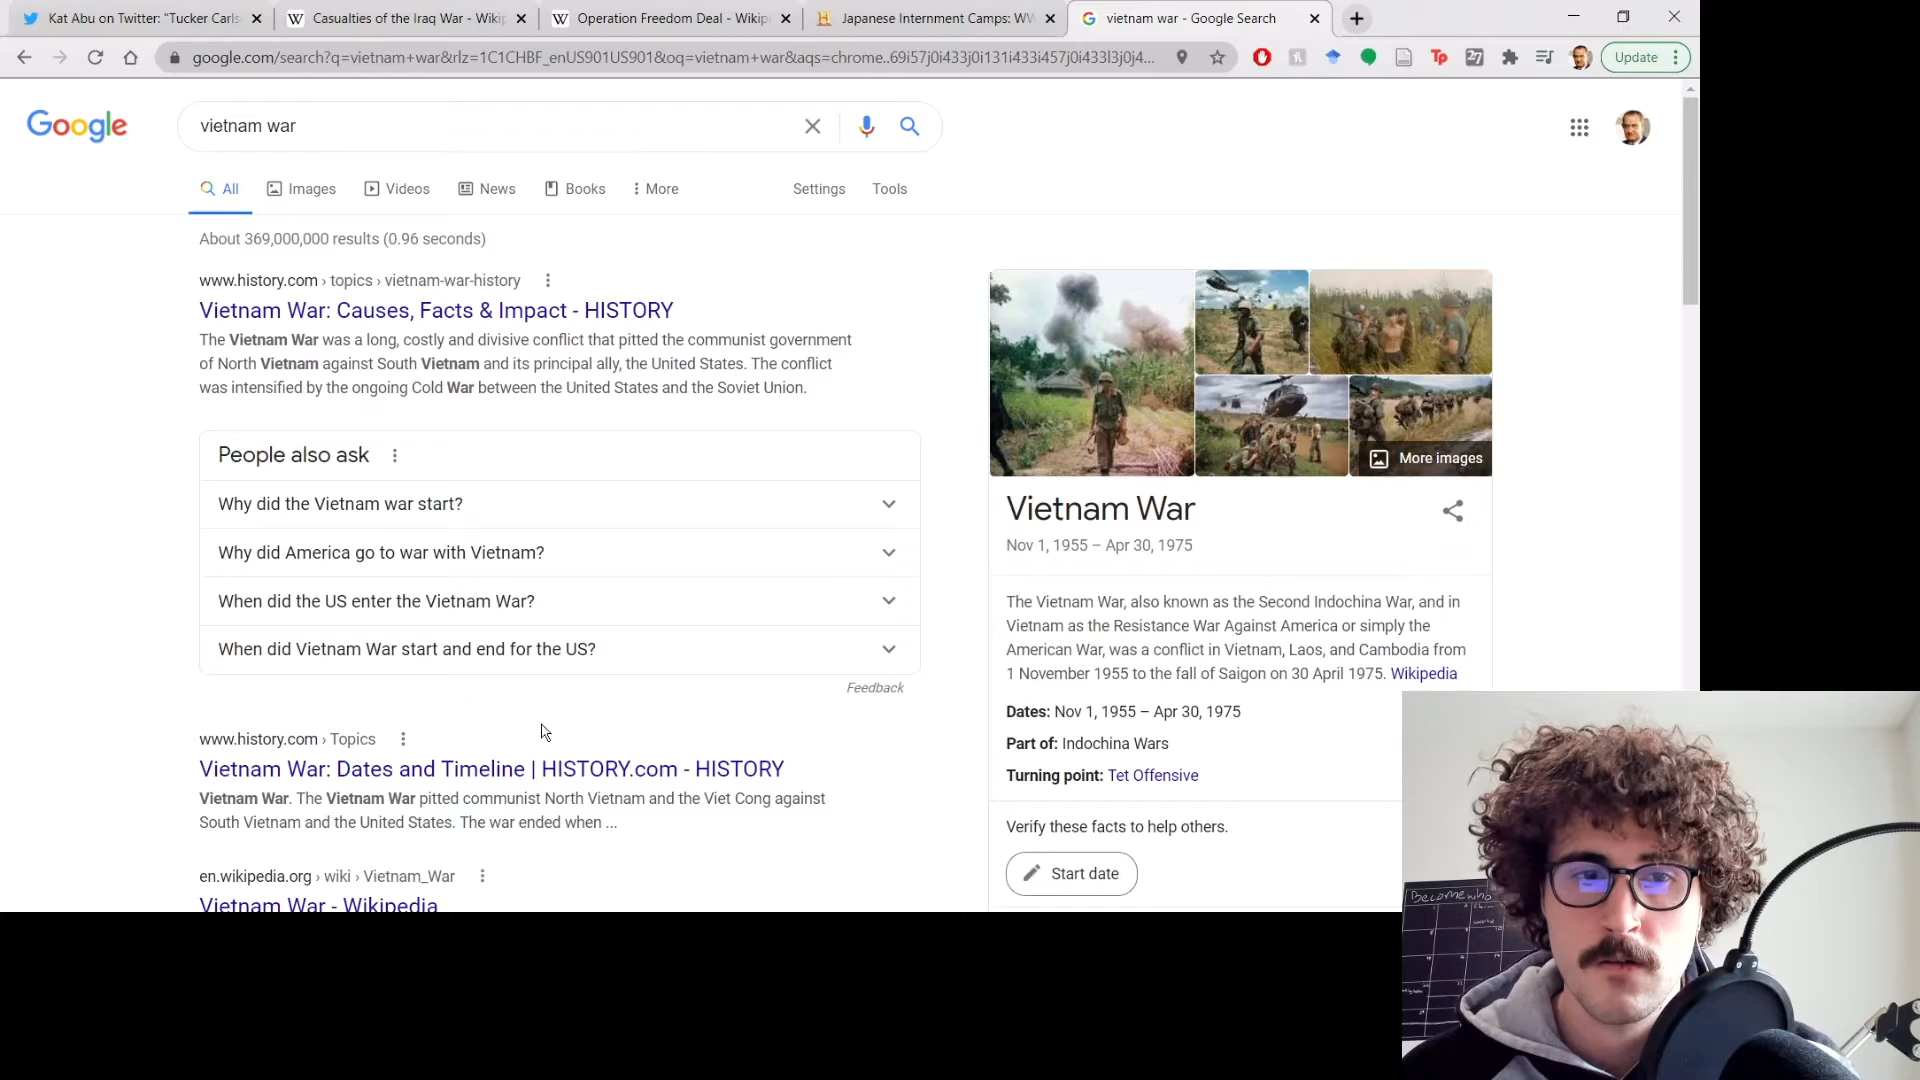 Kat Abu on Twitter: "Tucker Carls
Casualties of the Iraq War - Wiki
Operation Freedom Deal - Wikip
Japanese Internment Camps: WW
vietnam war - Google Search
google.com/search?q=vietnam+war&rlz=1C1CHBF_enUS901US901&oq=vietnam+war&aqs=chrome..69i57j0i433j0i131i433i457j0i433l3j0j4...
27
Update
Google
vietnam war
All
Images
Videos
News
Books
More
Settings
Tools
About 369,000,000 results (0.96 seconds)
www.history.com › topics › vietnam-war-history
Vietnam War: Causes, Facts & Impact - HISTORY
The Vietnam War was a long, costly and divisive conflict that pitted the communist government
of North Vietnam against South Vietnam and its principal ally, the United States. The conflict
was intensified by the ongoing Cold War between the United States and the Soviet Union.
People also ask
Why did the Vietnam war start?
Why did America go to war with Vietnam?
When did the US enter the Vietnam War?
When did Vietnam War start and end for the US?
Feedback
www.history.com › Topics
Vietnam War: Dates and Timeline | HISTORY.com - HISTORY
Vietnam War. The Vietnam War pitted communist North Vietnam and the Viet Cong against
South Vietnam and the United States. The war ended when ...
en.wikipedia.org › wiki › Vietnam_War
Vietnam War - Wikipedia
More images
Vietnam War
Nov 1, 1955 – Apr 30, 1975
The Vietnam War, also known as the Second Indochina War, and in
Vietnam as the Resistance War Against America or simply the
American War, was a conflict in Vietnam, Laos, and Cambodia from
1 November 1955 to the fall of Saigon on 30 April 1975. Wikipedia
Dates: Nov 1, 1955 – Apr 30, 1975
Part of: Indochina Wars
Turning point: Tet Offensive
Verify these facts to help others.
Start date
Become who